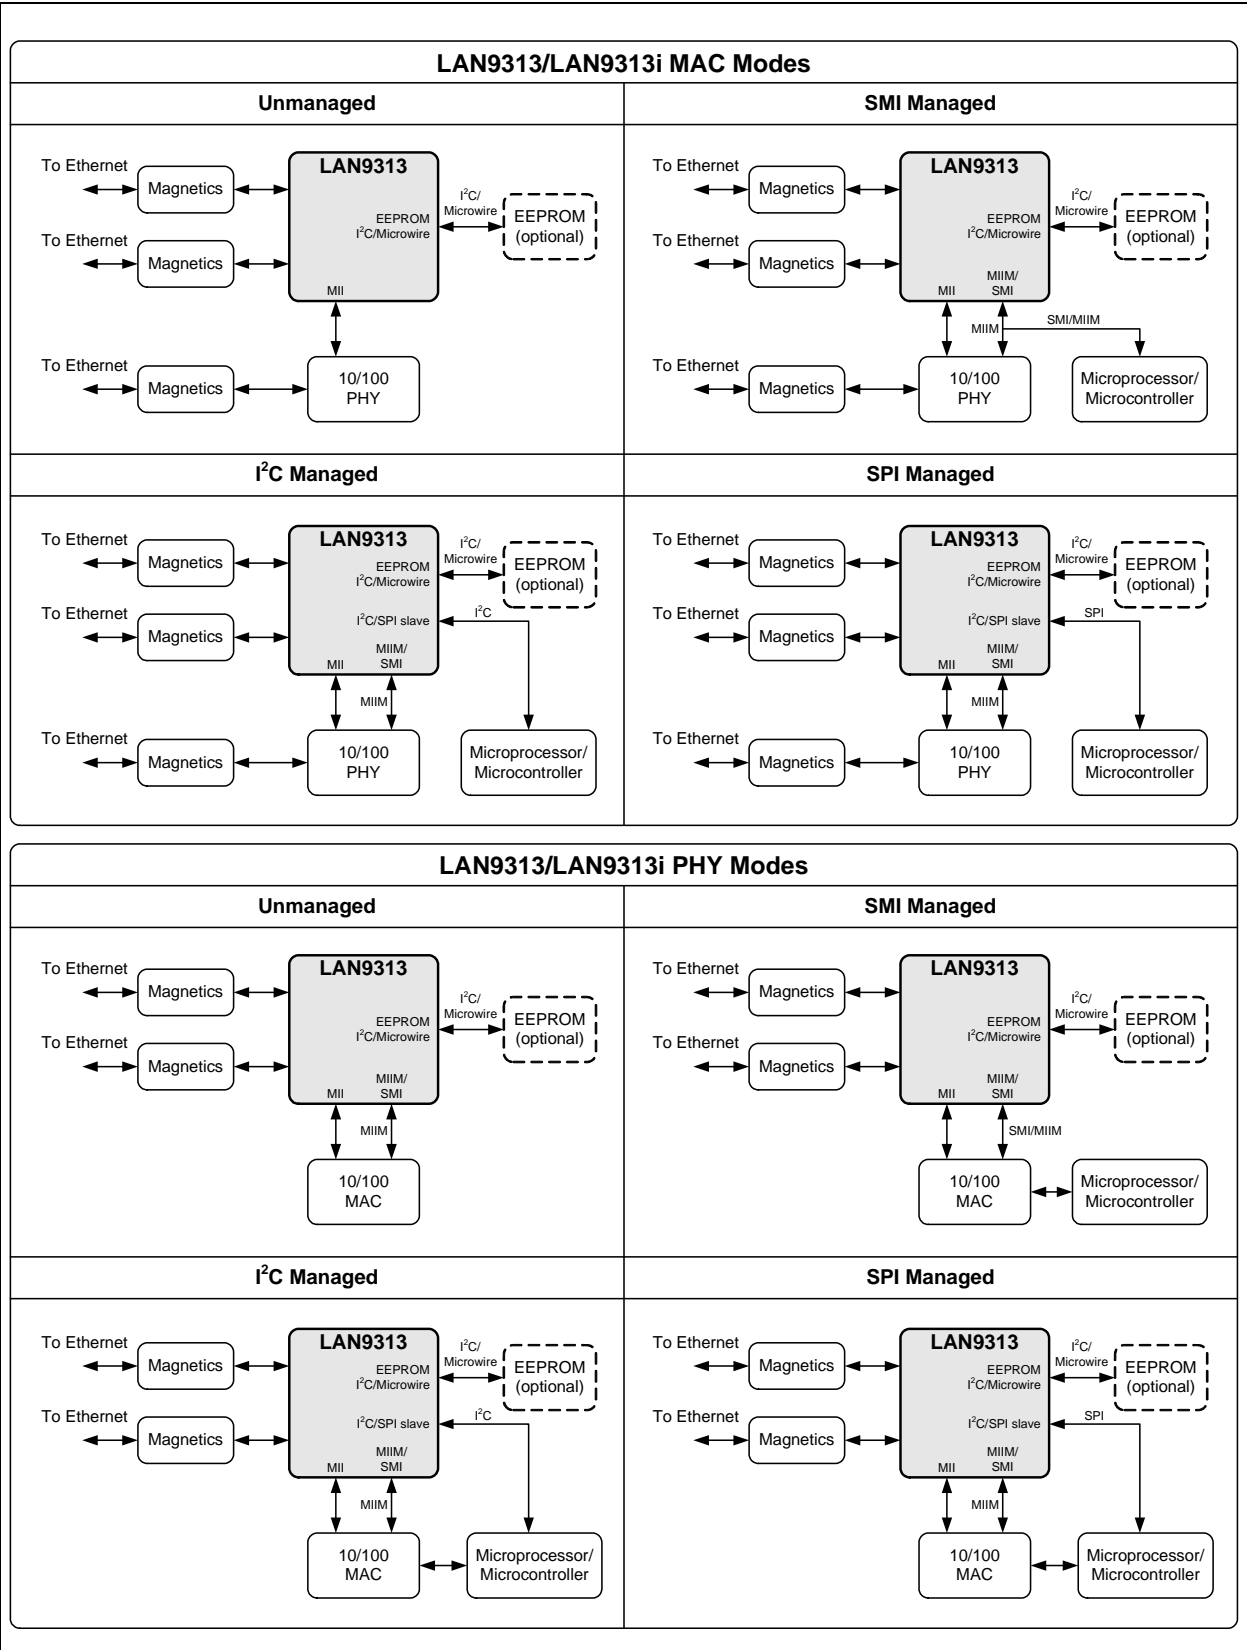 LAN9313/LAN9313i MAC Modes
Unmanaged
To Ethernet
Magnetics
To Ethernet
Magnetics
LAN9313
EEPROM
I²C/Microwire
MII
I²C/
Microwire
EEPROM
(optional)
To Ethernet
Magnetics
10/100
PHY
SMI Managed
To Ethernet
Magnetics
To Ethernet
Magnetics
LAN9313
EEPROM
I²C/Microwire
MII
MIIM/
SMI
I²C/
Microwire
EEPROM
(optional)
MIIM
SMI/MIIM
To Ethernet
Magnetics
10/100
PHY
Microprocessor/
Microcontroller
I²C Managed
To Ethernet
Magnetics
To Ethernet
Magnetics
LAN9313
EEPROM
I²C/Microwire
I²C/SPI slave
MII
MIIM/
SMI
I²C/
Microwire
EEPROM
(optional)
I²C
MIIM
To Ethernet
Magnetics
10/100
PHY
Microprocessor/
Microcontroller
SPI Managed
To Ethernet
Magnetics
To Ethernet
Magnetics
LAN9313
EEPROM
I²C/Microwire
I²C/SPI slave
MII
MIIM/
SMI
I²C/
Microwire
EEPROM
(optional)
SPI
MIIM
To Ethernet
Magnetics
10/100
PHY
Microprocessor/
Microcontroller
LAN9313/LAN9313i PHY Modes
Unmanaged
To Ethernet
Magnetics
To Ethernet
Magnetics
LAN9313
EEPROM
I²C/Microwire
MII
MIIM/
SMI
I²C/
Microwire
EEPROM
(optional)
MIIM
10/100
MAC
SMI Managed
To Ethernet
Magnetics
To Ethernet
Magnetics
LAN9313
EEPROM
I²C/Microwire
MII
MIIM/
SMI
I²C/
Microwire
EEPROM
(optional)
SMI/MIIM
10/100
MAC
Microprocessor/
Microcontroller
I²C Managed
To Ethernet
Magnetics
To Ethernet
Magnetics
LAN9313
EEPROM
I²C/Microwire
I²C/SPI slave
MII
MIIM/
SMI
I²C/
Microwire
EEPROM
(optional)
I²C
MIIM
10/100
MAC
Microprocessor/
Microcontroller
SPI Managed
To Ethernet
Magnetics
To Ethernet
Magnetics
LAN9313
EEPROM
I²C/Microwire
I²C/SPI slave
MII
MIIM/
SMI
I²C/
Microwire
EEPROM
(optional)
SPI
MIIM
10/100
MAC
Microprocessor/
Microcontroller